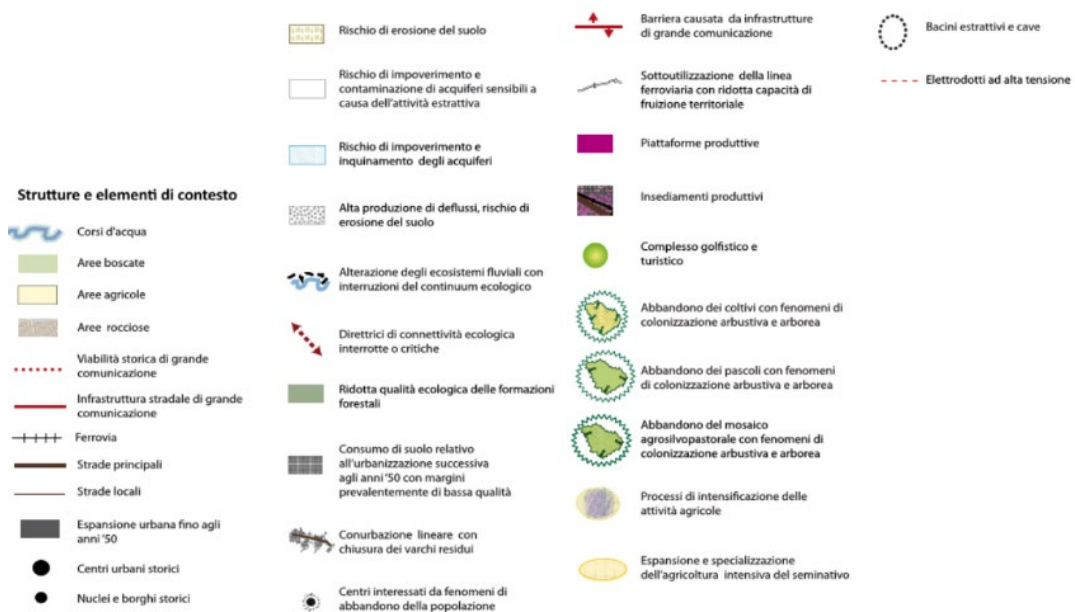 Strutture e elementi di contesto
Corsi d'acqua
Aree boscate
Aree agricole
Aree rocciose
Viabilità storica di grande
comunicazione
Infrastruttura stradale di grande
comunicazione
Ferrovia
Strade principali
Strade locali
Espansione urbana fino agli
anni '50
Centri urbani storici
Nuclei e borghi storici
Rischio di erosione del suolo
Rischio di impoverimento e
contaminazione di acquiferi sensibili a
causa dell'attività estrattiva
Rischio di impoverimento e
inquinamento degli acquiferi
Alta produzione di deflussi, rischio di
erosione del suolo
Alterazione degli ecosistemi fluviali con
interruzioni del continuum ecologico
Direttrici di connettività ecologica
interrotte o critiche
Ridotta qualità ecologica delle formazioni
forestali
Consumo di suolo relativo
all'urbanizzazione successiva
agli anni '50 con margini
prevalentemente di bassa qualità
Conurbazione lineare con
chiusura dei varchi residui
Centri interessati da fenomeni di
abbandono della popolazione
Barriera causata da infrastrutture
di grande comunicazione
Sottoutilizzazione della linea
ferroviaria con ridotta capacità di
fruizione territoriale
Piattaforme produttive
Insediamenti produttivi
Complesso golfistico e
turistico
Abbandono dei coltivi con fenomeni di
colonizzazione arbustiva e arborea
Abbandono dei pascoli con fenomeni
di colonizzazione arbustiva e arborea
Abbandono del mosaico
agrosilvopastorale con fenomeni di
colonizzazione arbustiva e arborea
Processi di intensificazione delle
attività agricole
Espansione e specializzazione
dell'agricoltura intensiva del seminativo
Bacini estrattivi e cave
Elettrodotti ad alta tensione